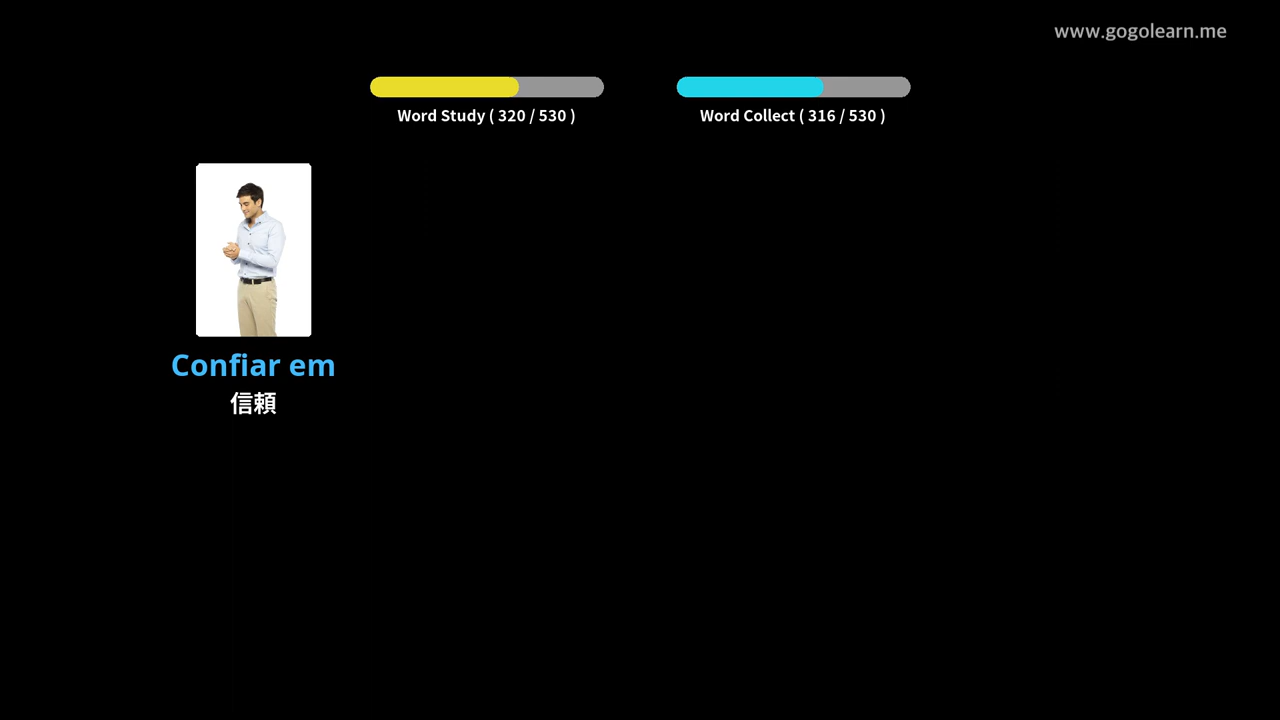 www.gogolearn.me
Word Study ( 320 / 530 )
Word Collect ( 316 / 530 )
Confiar em
信頼